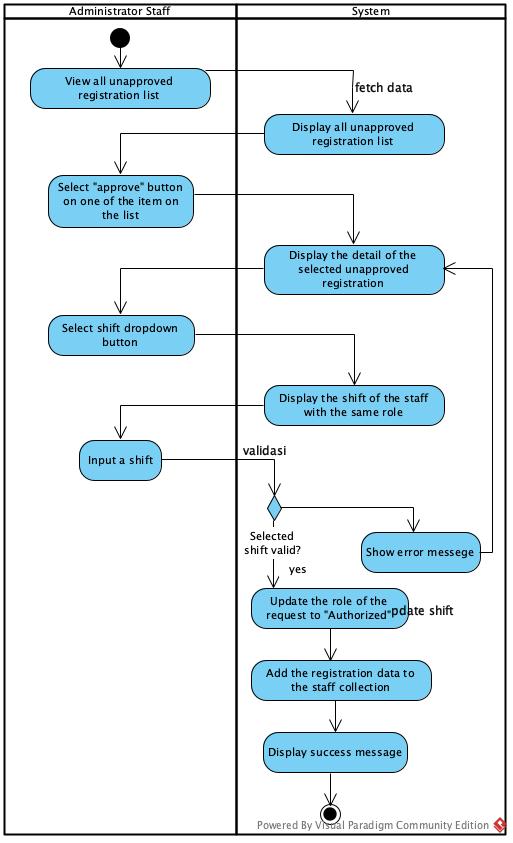 Administrator Staff
System
View all unapproved
registration list
fetch data
Display all unapproved
registration list
Select "approve" button
on one of the item on
the list
Display the detail of the
selected unapproved
registration
Select shift dropdown
button
Display the shift of the staff
with the same role
Input a shift
validasi
Selected
shift valid?
Show error messege
yes
Update the role of the
request to "Authorized"
pdate shift
Add the registration data to
the staff collection
Display success message
Powered By Visual Paradigm Community Edition